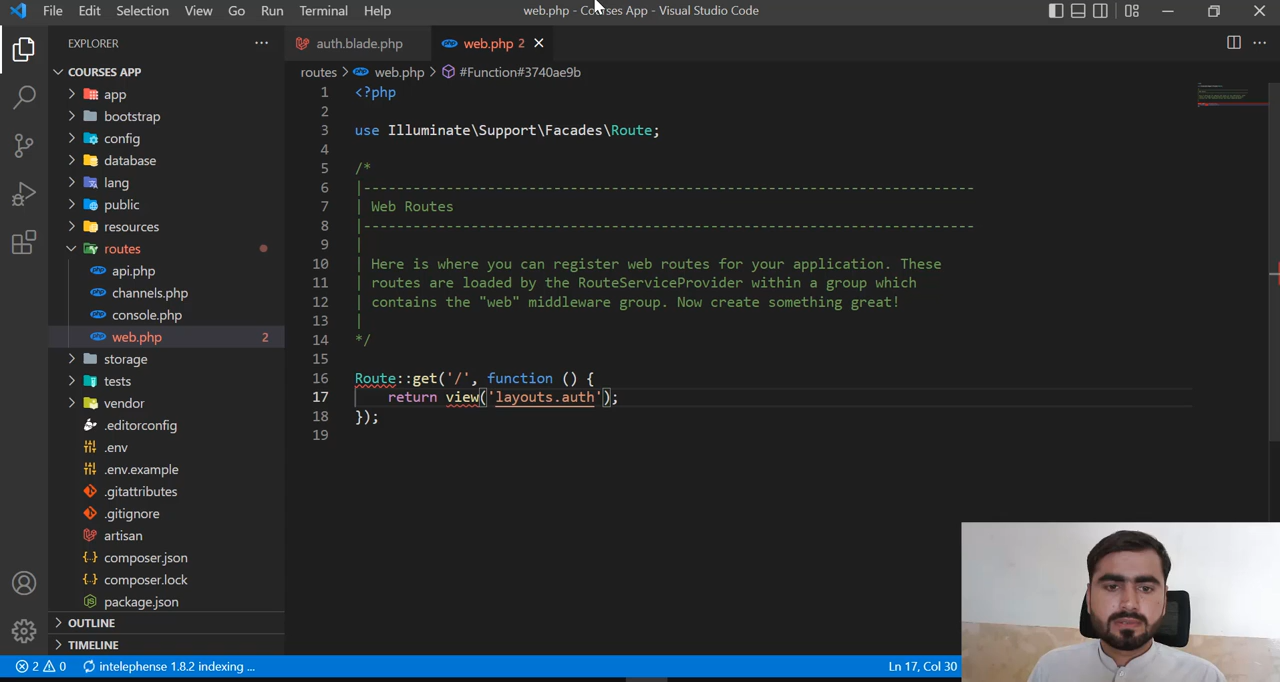 File Edit Selection View Go Run Terminal Help
web.php - Courses App - Visual Studio Code
EXPLORER
COURSES APP
app
bootstrap
config
database
lang
public
resources
routes
api.php
channels.php
console.php
web.php 2
storage
tests
vendor
.editorconfig
.env
.env.example
.gitattributes
.gitignore
artisan
composer.json
composer.lock
package.json
OUTLINE
TIMELINE
auth.blade.php
web.php 2
routes > web.php > #Function#3740ae9b
1 <?php
2
3 use Illuminate\Support\Facades\Route;
4
5 /*
6 |--------------------------------------------------------------------------
7 | Web Routes
8 |--------------------------------------------------------------------------
9 |
10 | Here is where you can register web routes for your application. These
11 | routes are loaded by the RouteServiceProvider within a group which
12 | contains the "web" middleware group. Now create something great!
13 |
14 */
15
16 Route::get('/', function () {
17     return view('layouts.auth');
18 });
19
2 0 intelephense 1.8.2 indexing ...
Ln 17, Col 30